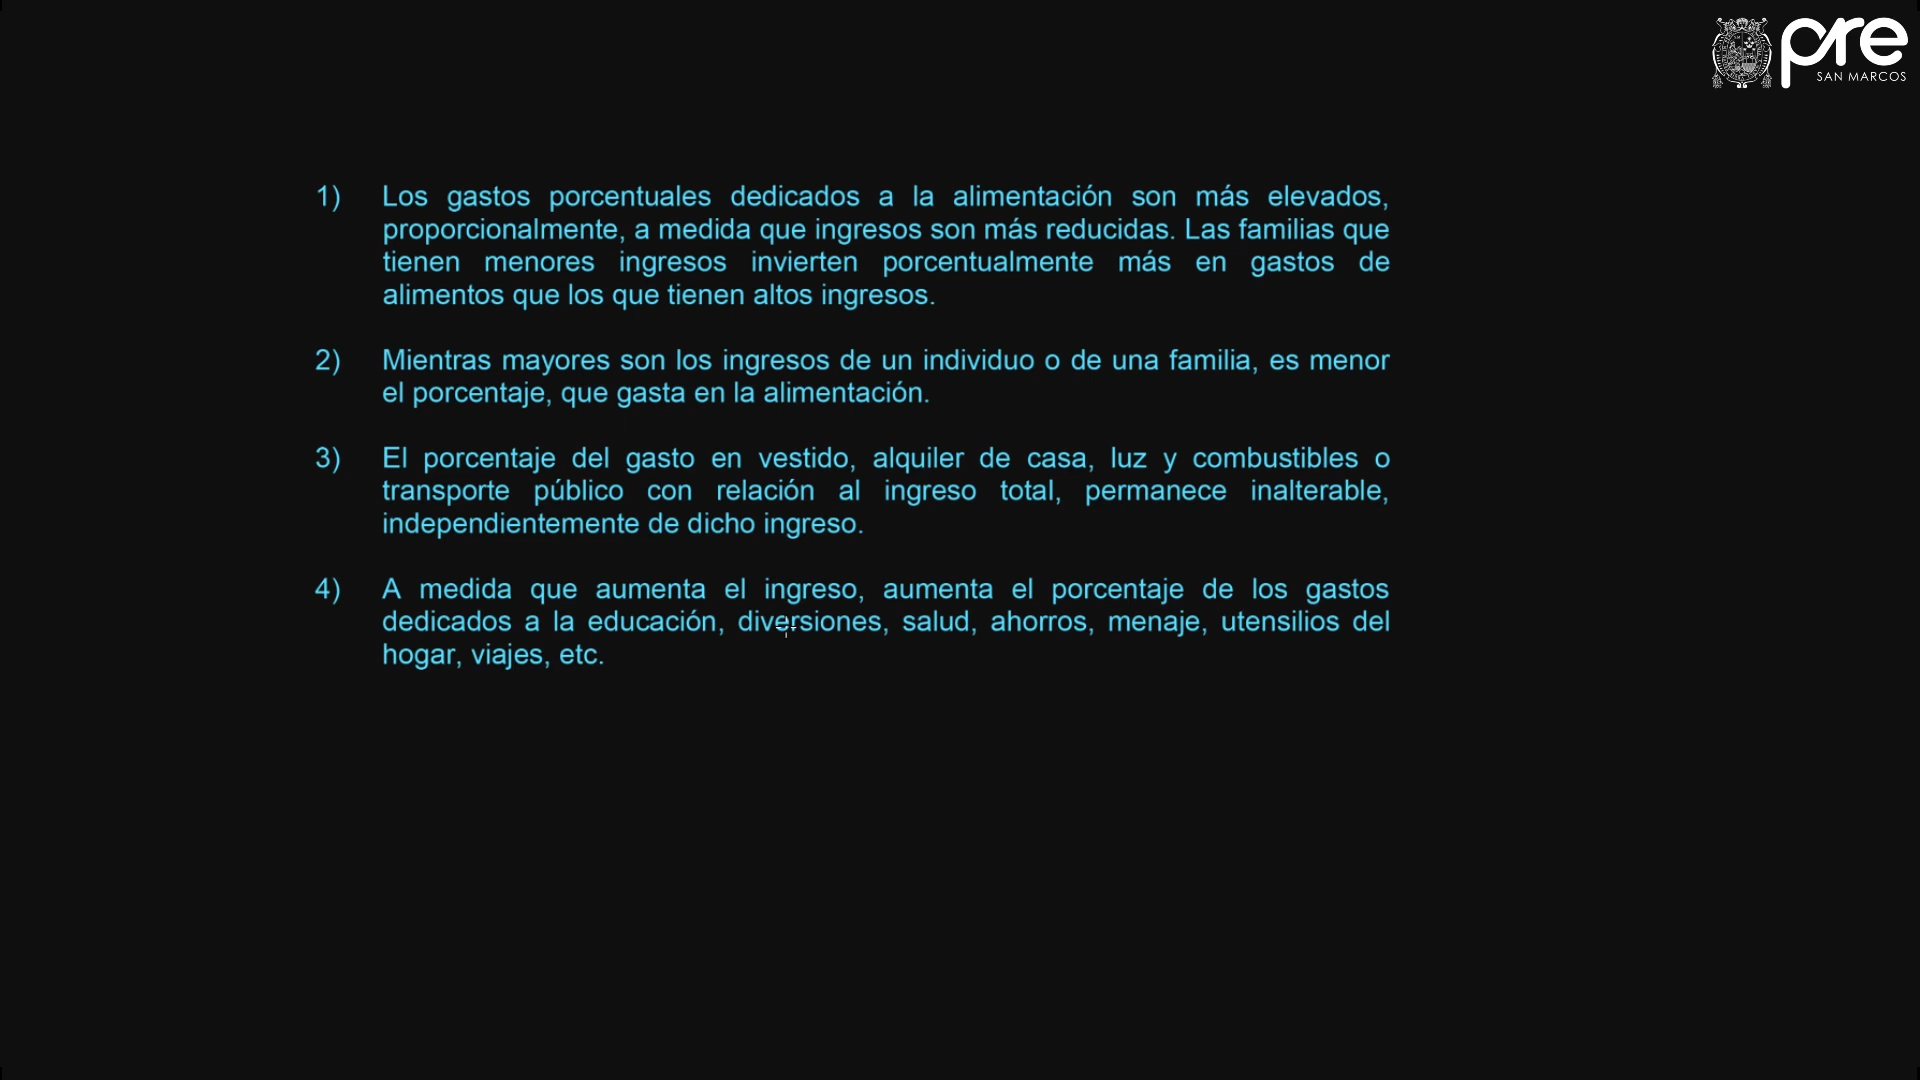 pre
SAN MARCOS
1) Los gastos porcentuales dedicados a la alimentación son más elevados,
proporcionalmente, a medida que ingresos son más reducidas. Las familias que
tienen menores ingresos invierten porcentualmente más en gastos de
alimentos que los que tienen altos ingresos.
2) Mientras mayores son los ingresos de un individuo o de una familia, es menor
el porcentaje, que gasta en la alimentación.
3) El porcentaje del gasto en vestido, alquiler de casa, luz y combustibles o
transporte público con relación al ingreso total, permanece inalterable,
independientemente de dicho ingreso.
4) A medida que aumenta el ingreso, aumenta el porcentaje de los gastos
dedicados a la educación, diversiones, salud, ahorros, menaje, utensilios del
hogar, viajes, etc.